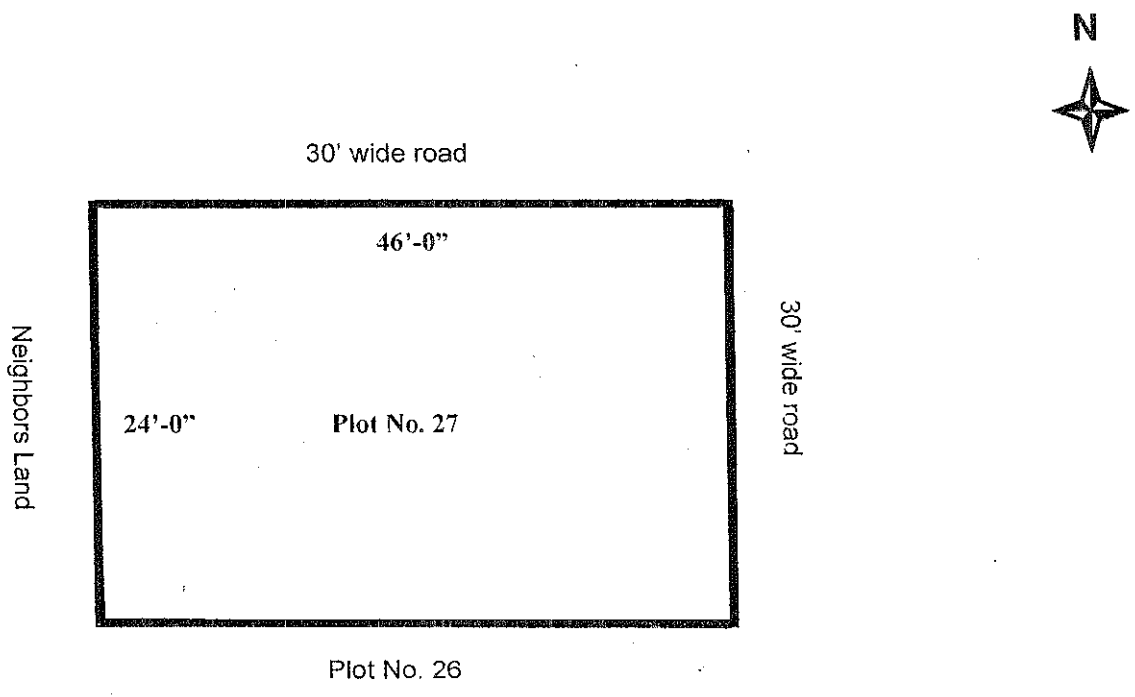 N
30' wide road
46'-0”
Neighbors Land
24'-0”
Plot No. 27
30' wide road
Plot No. 26